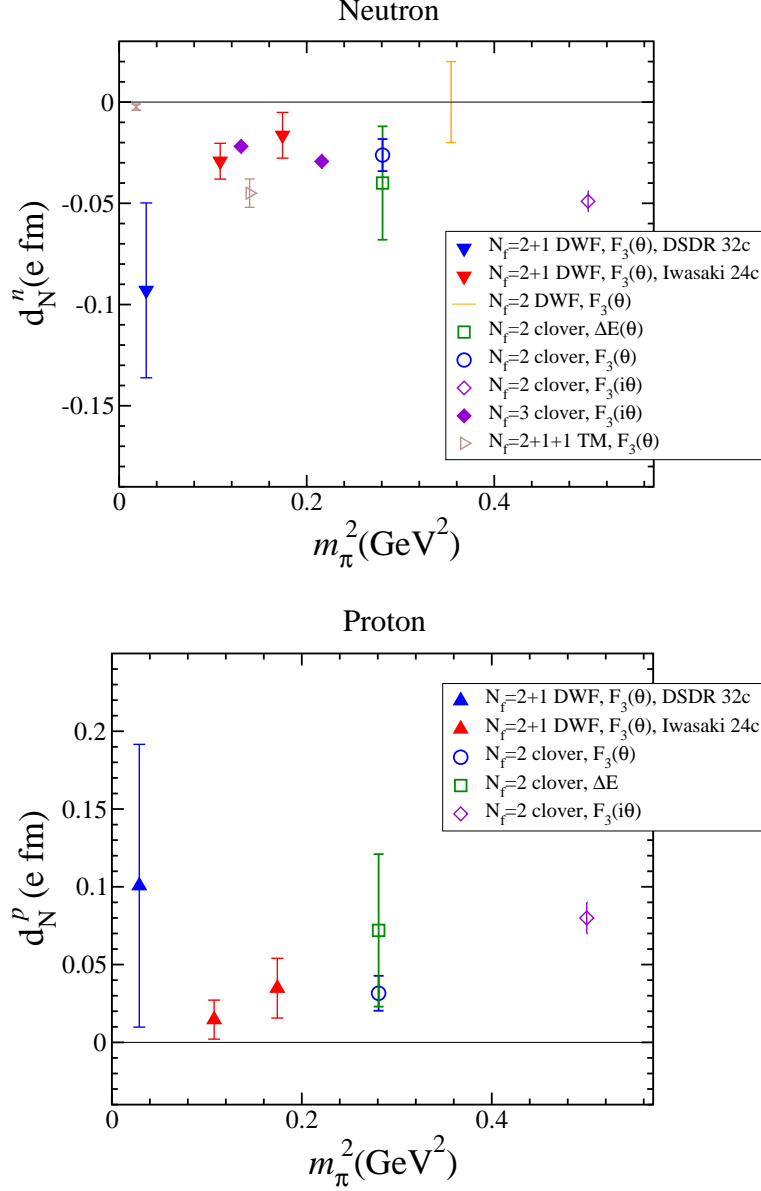 Neutron
0
-0.05
-0.1
-0.15
d_N^n(e fm)
N_f=2+1 DWF, F_3(θ), DSDR 32c
N_f=2+1 DWF, F_3(θ), Iwasaki 24c
N_f=2 DWF, F_3(θ)
N_f=2 clover, ΔE(θ)
N_f=2 clover, F_3(θ)
N_f=2 clover, F_3(iθ)
N_f=3 clover, F_3(iθ)
N_f=2+1+1 TM, F_3(θ)
0 0.2 0.4
m_π^2(GeV^2)
Proton
N_f=2+1 DWF, F_3(θ), DSDR 32c
N_f=2+1 DWF, F_3(θ), Iwasaki 24c
N_f=2 clover, F_3(θ)
N_f=2 clover, ΔE
N_f=2 clover, F_3(iθ)
0.2
0.15
0.1
0.05
0
d_N^p (e fm)
0 0.2 0.4
m_π^2(GeV^2)